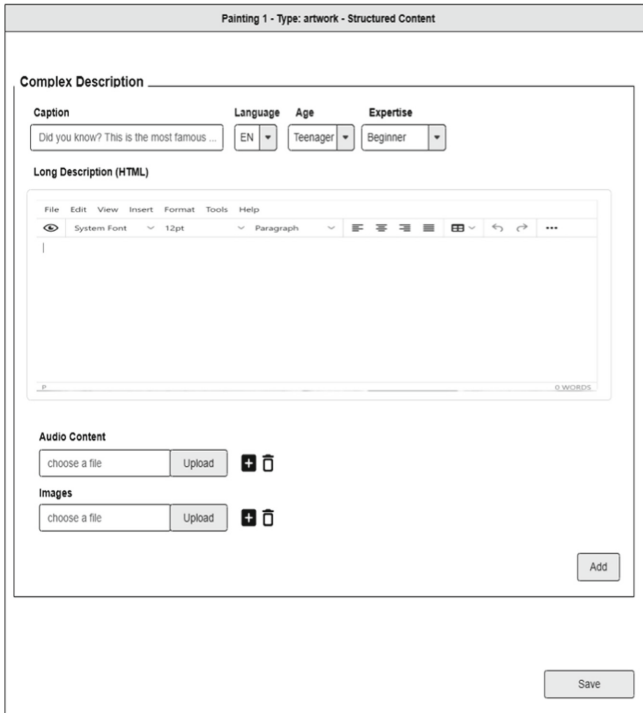 Painting 1 - Type: artwork - Structured Content
Complex Description
Caption Language Age Expertise
Did you know? This is the most famous ... EN Teenager Beginner
Long Description (HTML)
File Edit View Insert Format Tools Help
System Font 12pt Paragraph ...
P 0 WORDS
Audio Content
choose a file Upload
Images
choose a file Upload
Add
Save